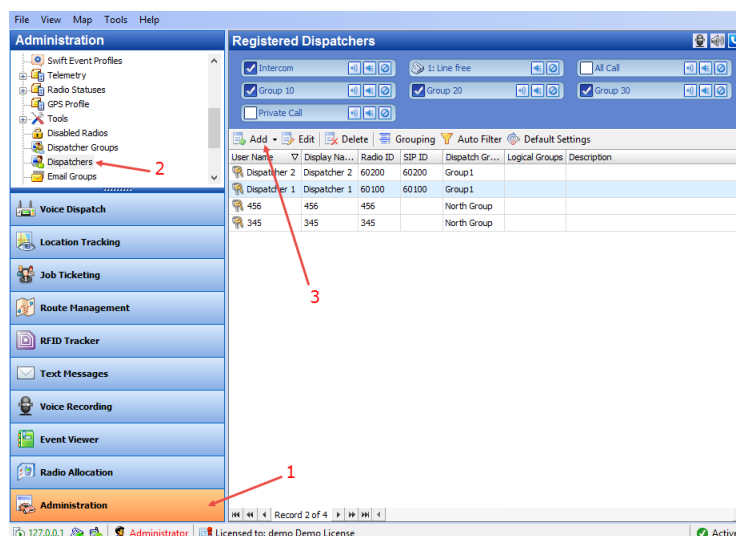 File View Map Tools Help
Administration
Registered Dispatchers
Swift Event Profiles
Telemetry
Radio Statuses
GPS Profile
Tools
Disabled Radios
Dispatcher Groups
Dispatchers
Email Groups
2
Intercom
1: Line free
All Call
Group 10
Group 20
Group 30
Private Call
Add Edit Delete Grouping Auto Filter Default Settings
User Name Display Na... Radio ID SIP ID Dispatch Gr... Logical Groups Description
Dispatcher 2 Dispatcher 2 60200 60200 Group1
Dispatcher 1 Dispatcher 1 60100 60100 Group1
456 456 456 North Group
345 345 345 North Group
3
Voice Dispatch
Location Tracking
Job Ticketing
Route Management
RFID Tracker
Text Messages
Voice Recording
Event Viewer
Radio Allocation
Administration
1
Record 2 of 4
127.0.0.1 Administrator Licensed to: demo Demo License Active